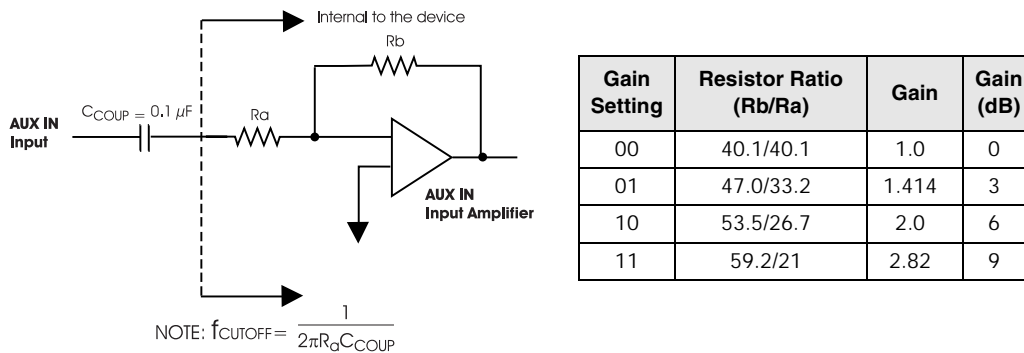 Internal to the device
Rb
CCOUP = 0.1 µF
Ra
AUX IN
Input
AUX IN
Input Amplifier
NOTE: fCUTOFF = 1
2πRaCCOUP
Gain Setting Resistor Ratio (Rb/Ra) Gain Gain (dB)
00 40.1/40.1 1.0 0
01 47.0/33.2 1.414 3
10 53.5/26.7 2.0 6
11 59.2/21 2.82 9